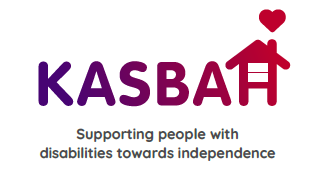 KASBAH
Supporting people with
disabilities towards independence